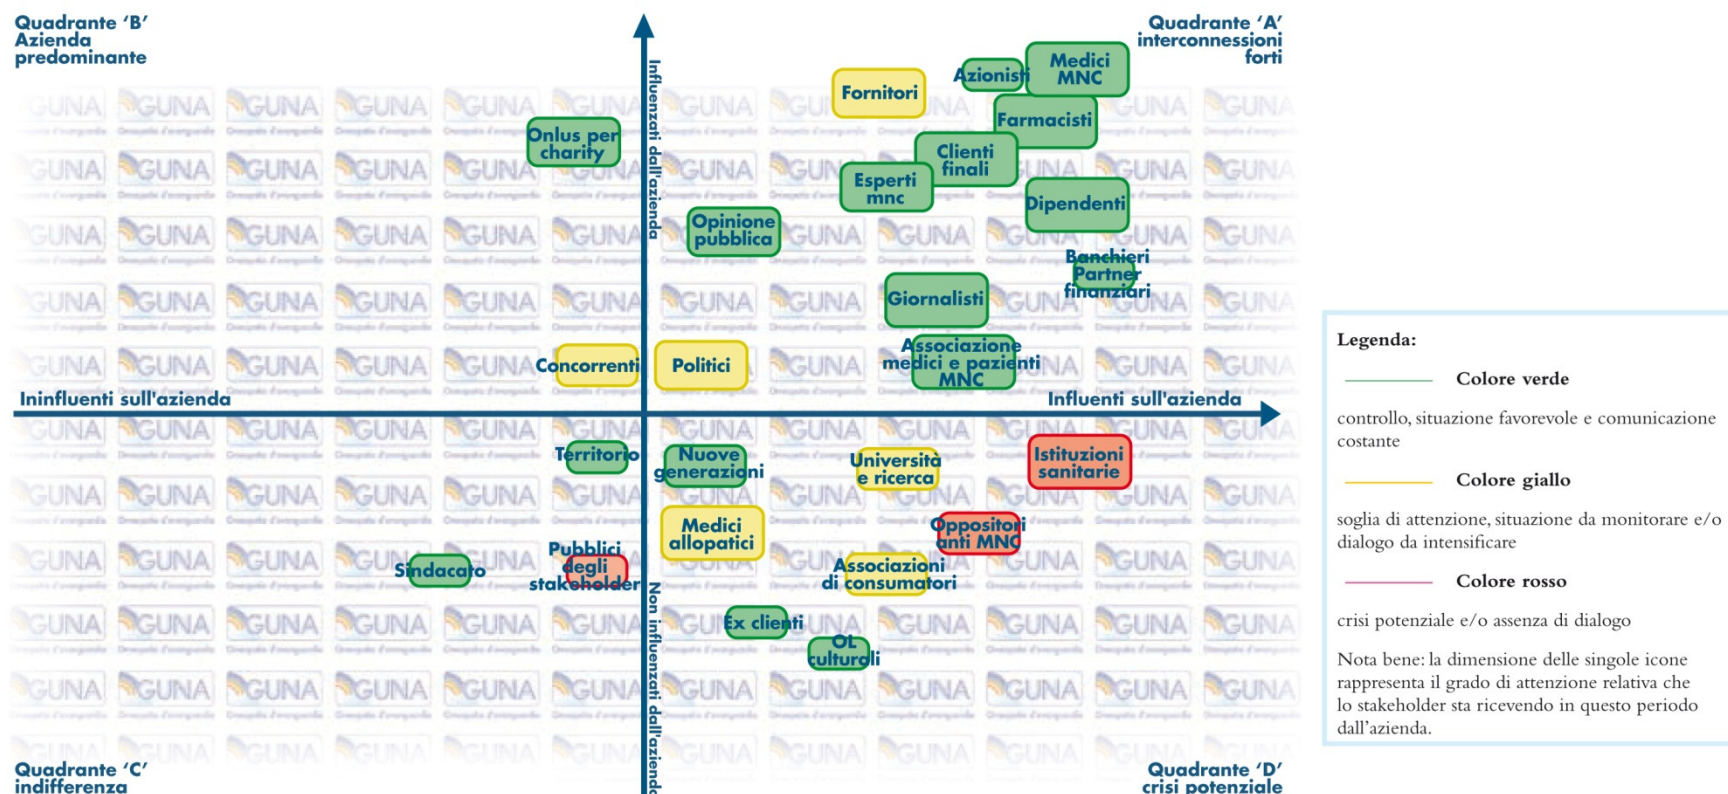 Quadrante 'B'
Azienda
predominante
Quadrante 'A'
interconnessioni
forti
Influenzati dall'azienda
Azionisti
Medici
MNC
Fornitori
Farmacisti
Onlus per
charity
Clienti
finali
Esperti
mnc
Dipendenti
Opinione
pubblica
Banchieri
Partner
finanziari
Giornalisti
Associazione
medici e pazienti
MNC
Concorrenti
Politici
Ininfluenti sull'azienda
Influenti sull'azienda
Territorio
Nuove
generazioni
Università
e ricerca
Istituzioni
sanitarie
Medici
allopatici
Oppositori
anti MNC
Sindacato
Pubblici
degli
stakeholder
Associazioni
di consumatori
Non influenzati dall'azienda
Ex clienti
OL
culturali
Quadrante 'C'
indifferenza
Quadrante 'D'
crisi potenziale
GUNA
Legenda:
Colore verde
controllo, situazione favorevole e comunicazione
costante
Colore giallo
soglia di attenzione, situazione da monitorare e/o
dialogo da intensificare
Colore rosso
crisi potenziale e/o assenza di dialogo
Nota bene: la dimensione delle singole icone
rappresenta il grado di attenzione relativa che
lo stakeholder sta ricevendo in questo periodo
dall'azienda.